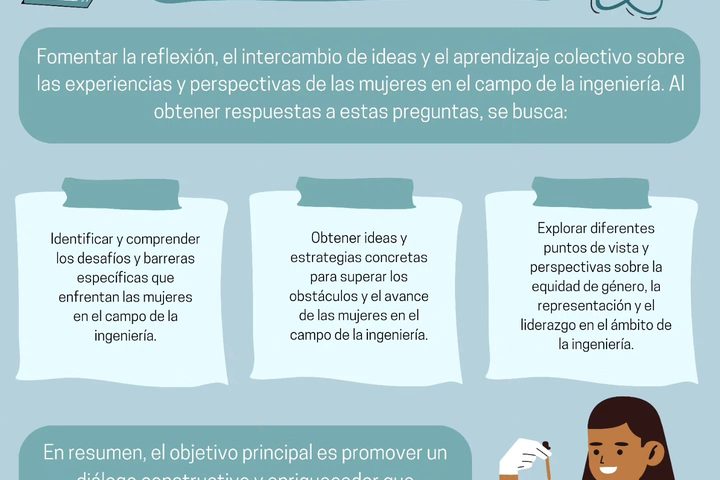 Fomentar la reflexión, el intercambio de ideas y el aprendizaje colectivo sobre
las experiencias y perspectivas de las mujeres en el campo de la ingeniería. Al
obtener respuestas a estas preguntas, se busca:
Identificar y comprender
los desafíos y barreras
específicas que
enfrentan las mujeres
en el campo de la
ingeniería.
Obtener ideas y
estrategias concretas
para superar los
obstáculos y el avance
de las mujeres en el
campo de la ingeniería.
Explorar diferentes
puntos de vista y
perspectivas sobre la
equidad de género, la
representación y el
liderazgo en el ámbito de
la ingeniería.
En resumen, el objetivo principal es promover un
diálogo constructivo y enriquecedor que